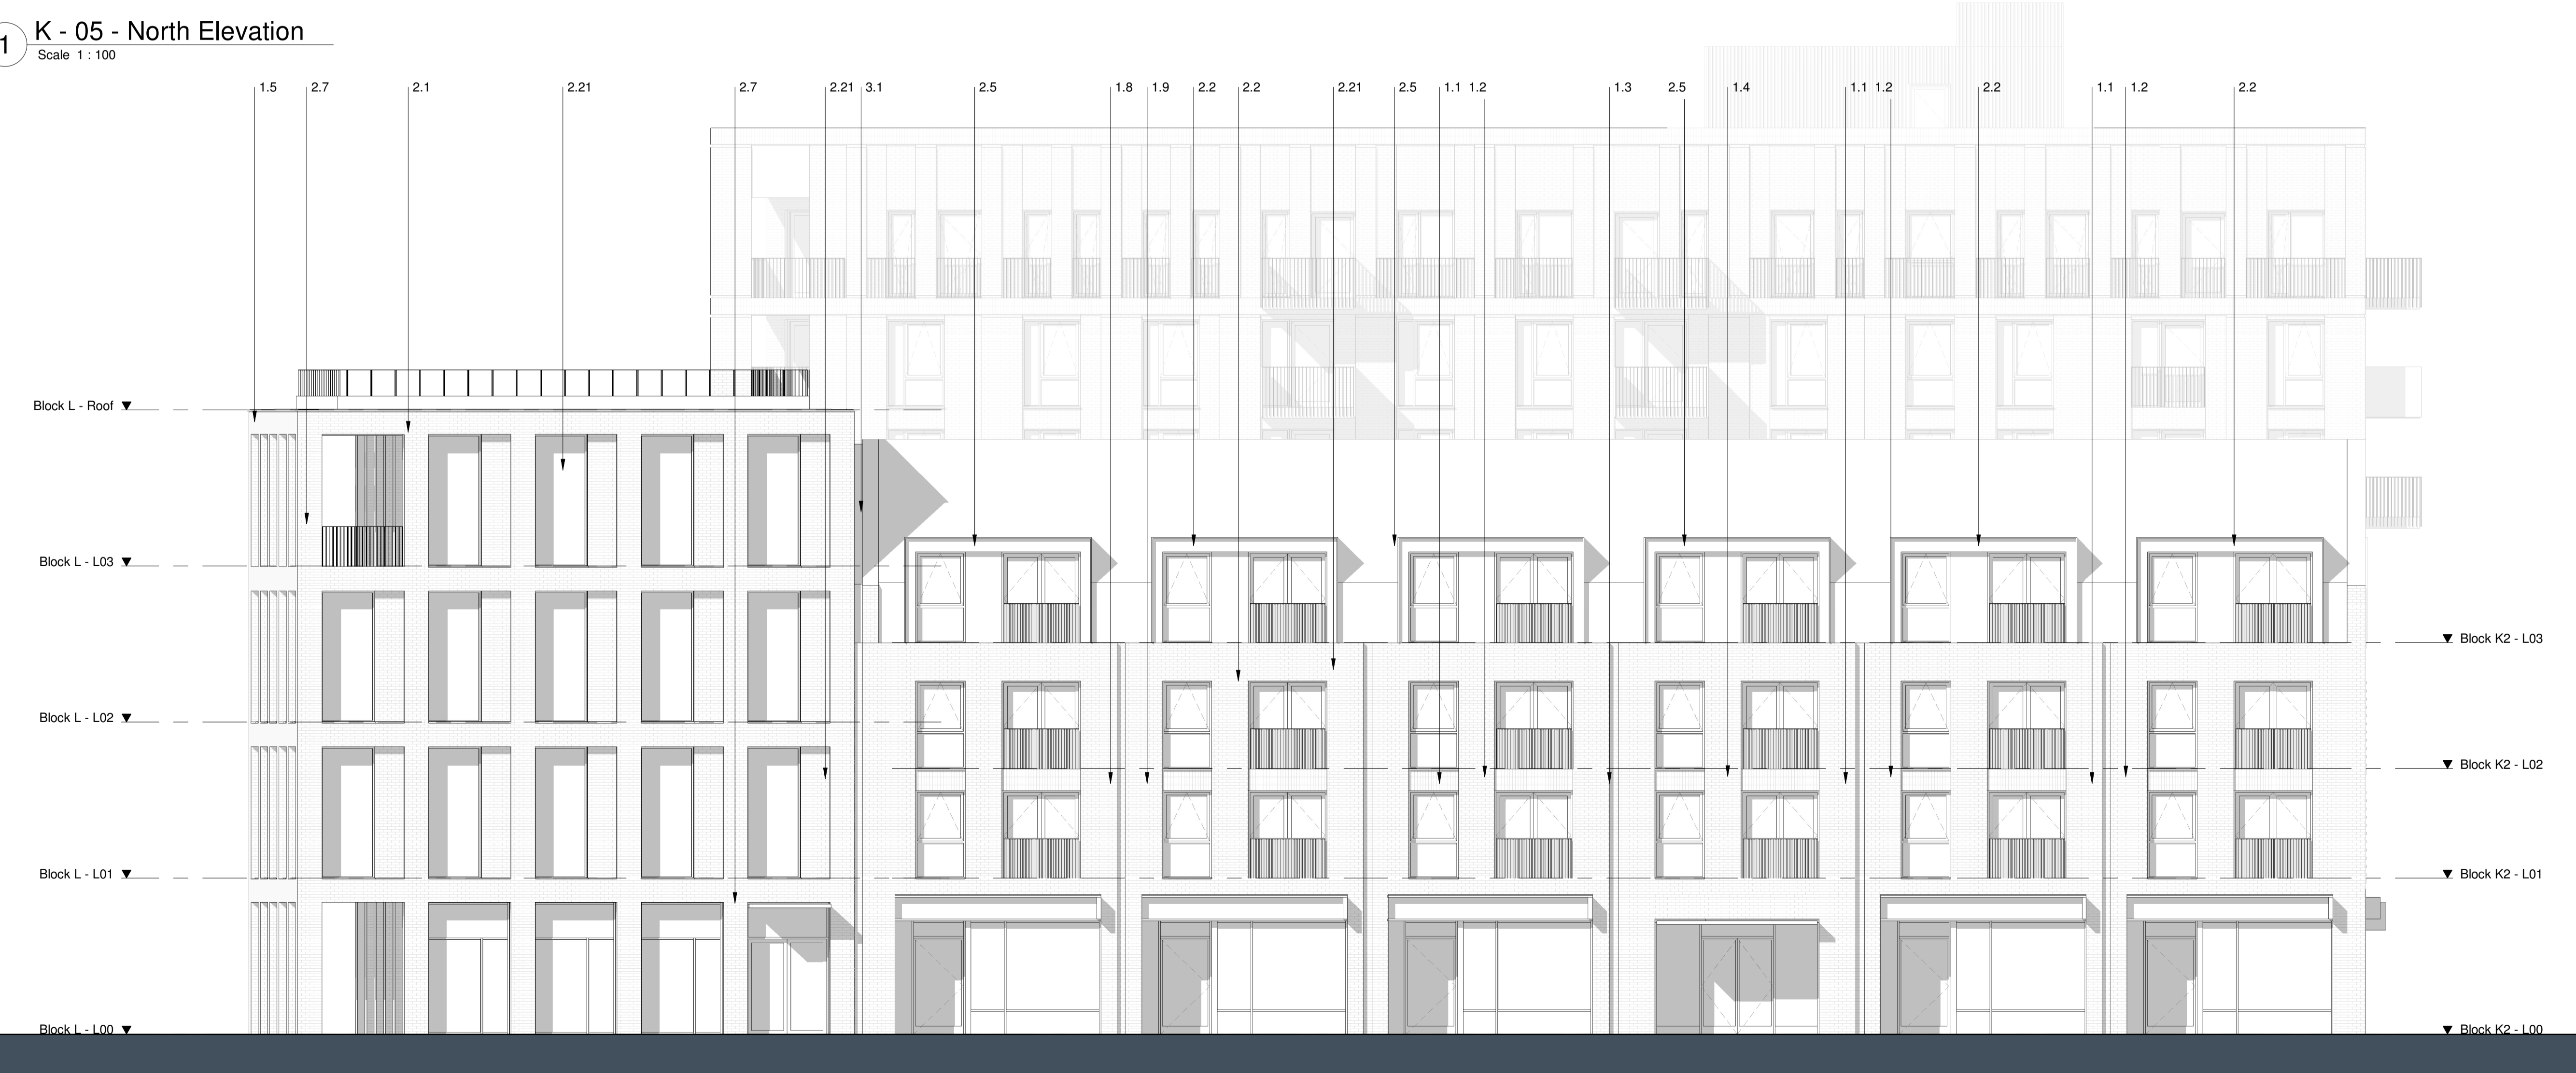 1
K - 05 - North Elevation
Scale 1 : 100
1.5 2.7 2.1 2.21 2.7 2.21 3.1 2.5 1.8 1.9 2.2 2.2 2.21 2.5 1.1 1.2 1.3 2.5 1.4 1.1 1.2 2.2 1.1 1.2 2.2
Block L - Roof
Block L - L03
Block K2 - L03
Block L - L02
Block K2 - L02
Block L - L01
Block K2 - L01
Block L - L00
Block K2 - L00